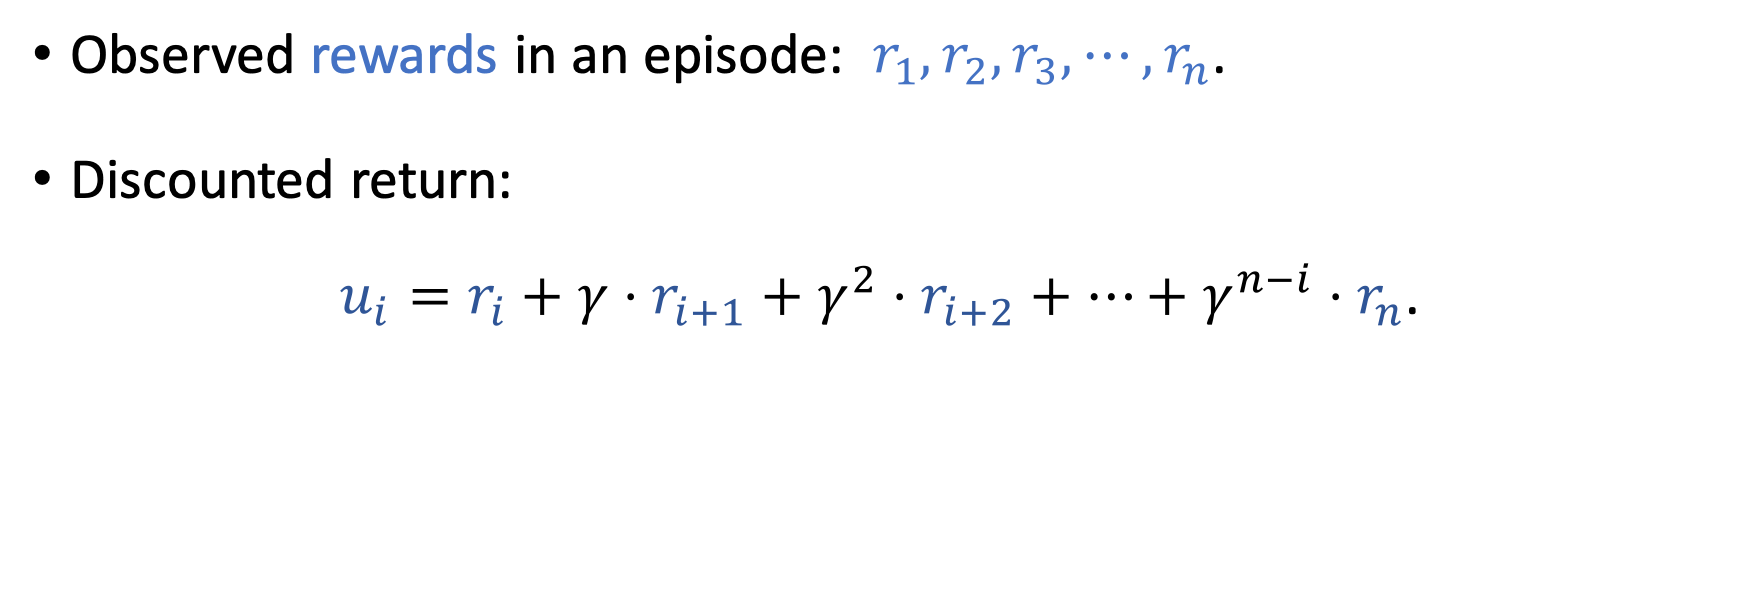 • Observed rewards in an episode: r₁, r₂, r₃, ⋯, rₙ.
• Discounted return:
uᵢ = rᵢ + γ · rᵢ₊₁ + γ² · rᵢ₊₂ + ⋯ + γⁿ⁻ⁱ · rₙ.